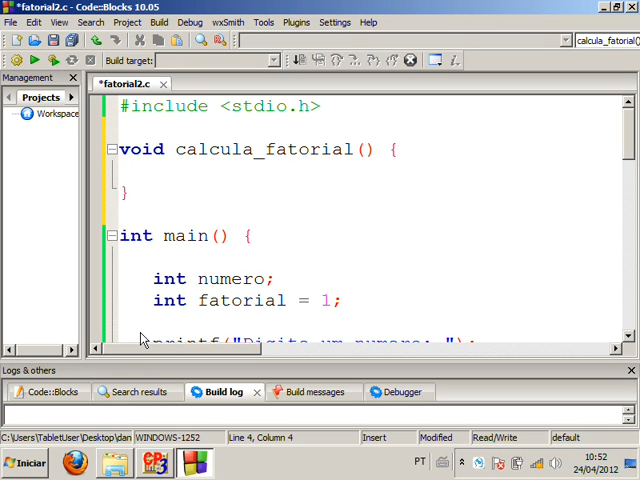 *fatorial2.c - Code::Blocks 10.05
File Edit View Search Project Build Debug wxSmith Tools Plugins Settings Help
calcula_fatorial()
Build target:
Management
*fatorial2.c
Projects
Workspace
#include <stdio.h>
void calcula_fatorial() {
}
int main() {
int numero;
int fatorial = 1;
printf("Digite um numero: ");
Logs & others
Code::Blocks Search results Build log Build messages Debugger
C:\Users\TabletUser\Desktop\dan WINDOWS-1252 Line 4, Column 4 Insert Modified Read/Write default
Iniciar
PT
10:52
24/04/2012